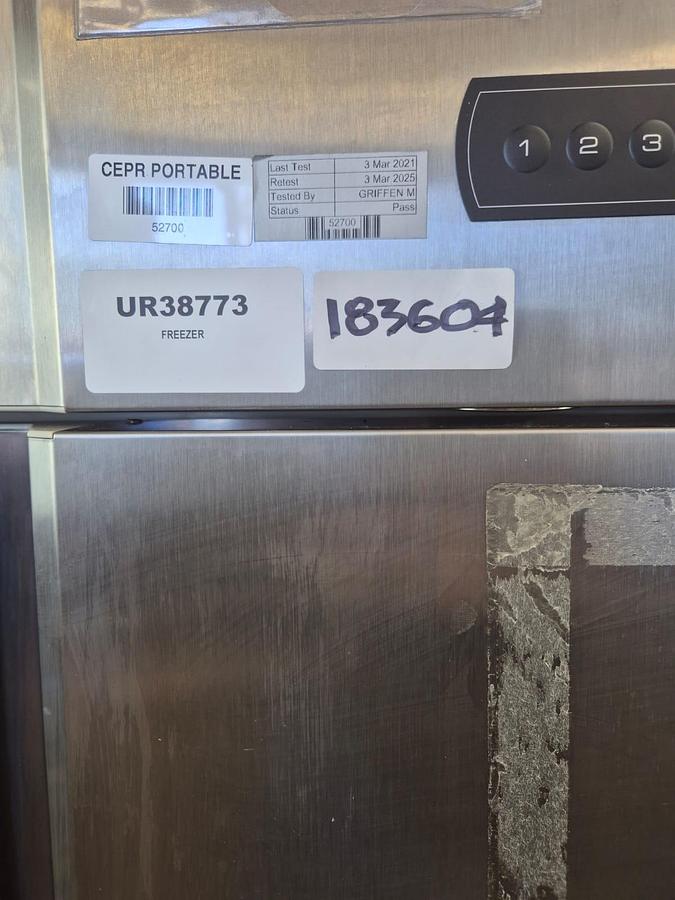 CEPR PORTABLE
52700
Last Test 3 Mar 2021
Retest 3 Mar 2025
Tested By GRIFFEN M
Status Pass
52700
1 2 3
UR38773
FREEZER
183604